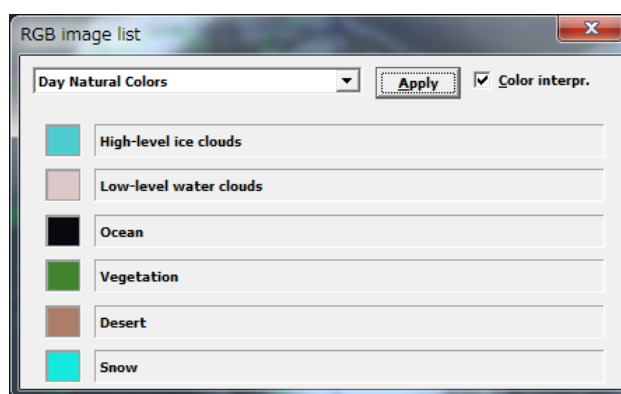 RGB image list
Day Natural Colors Apply Color interpr.
High-level ice clouds
Low-level water clouds
Ocean
Vegetation
Desert
Snow